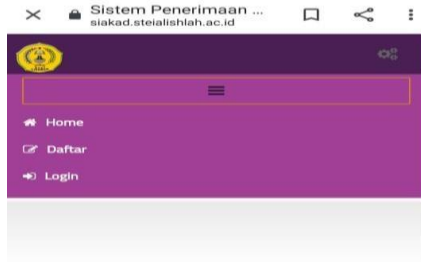 Sistem Penerimaan ...
siakad.steialishlah.ac.id
Home
Daftar
Login